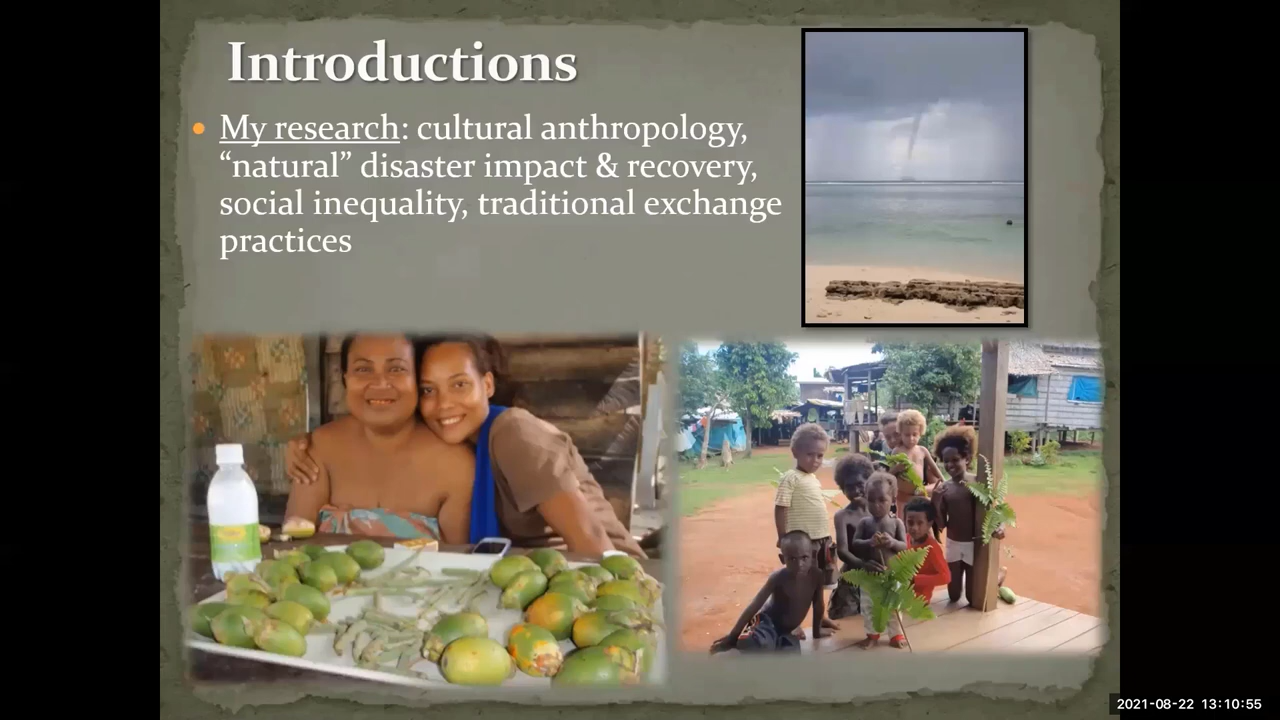 Introductions
My research: cultural anthropology,
“natural” disaster impact & recovery,
social inequality, traditional exchange
practices
2021-08-22 13:10:55